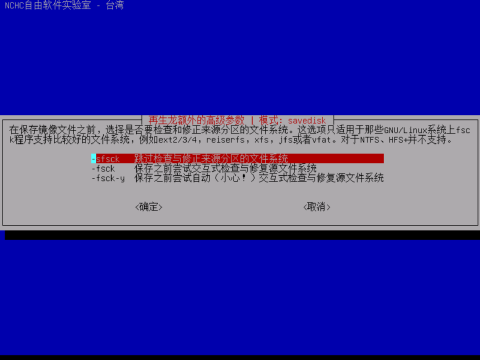 NCHC自由软件实验室 - 台湾
再生龙额外的高级参数 | 模式: savedisk
在保存镜像文件之前，选择是否要检查和修正来源分区的文件系统。这选项只适用于那些GNU/Linux系统上fsc
k程序支持比较好的文件系统，例如ext2/3/4, reiserfs, xfs, jfs或者vfat。对于NTFS、HFS+并不支持。
-sfsck 跳过检查与修正来源分区的文件系统
-fsck 保存之前尝试交互式检查与修复源文件系统
-fsck-y 保存之前尝试自动（小心！）交互式检查与修复源文件系统
<确定> <取消>